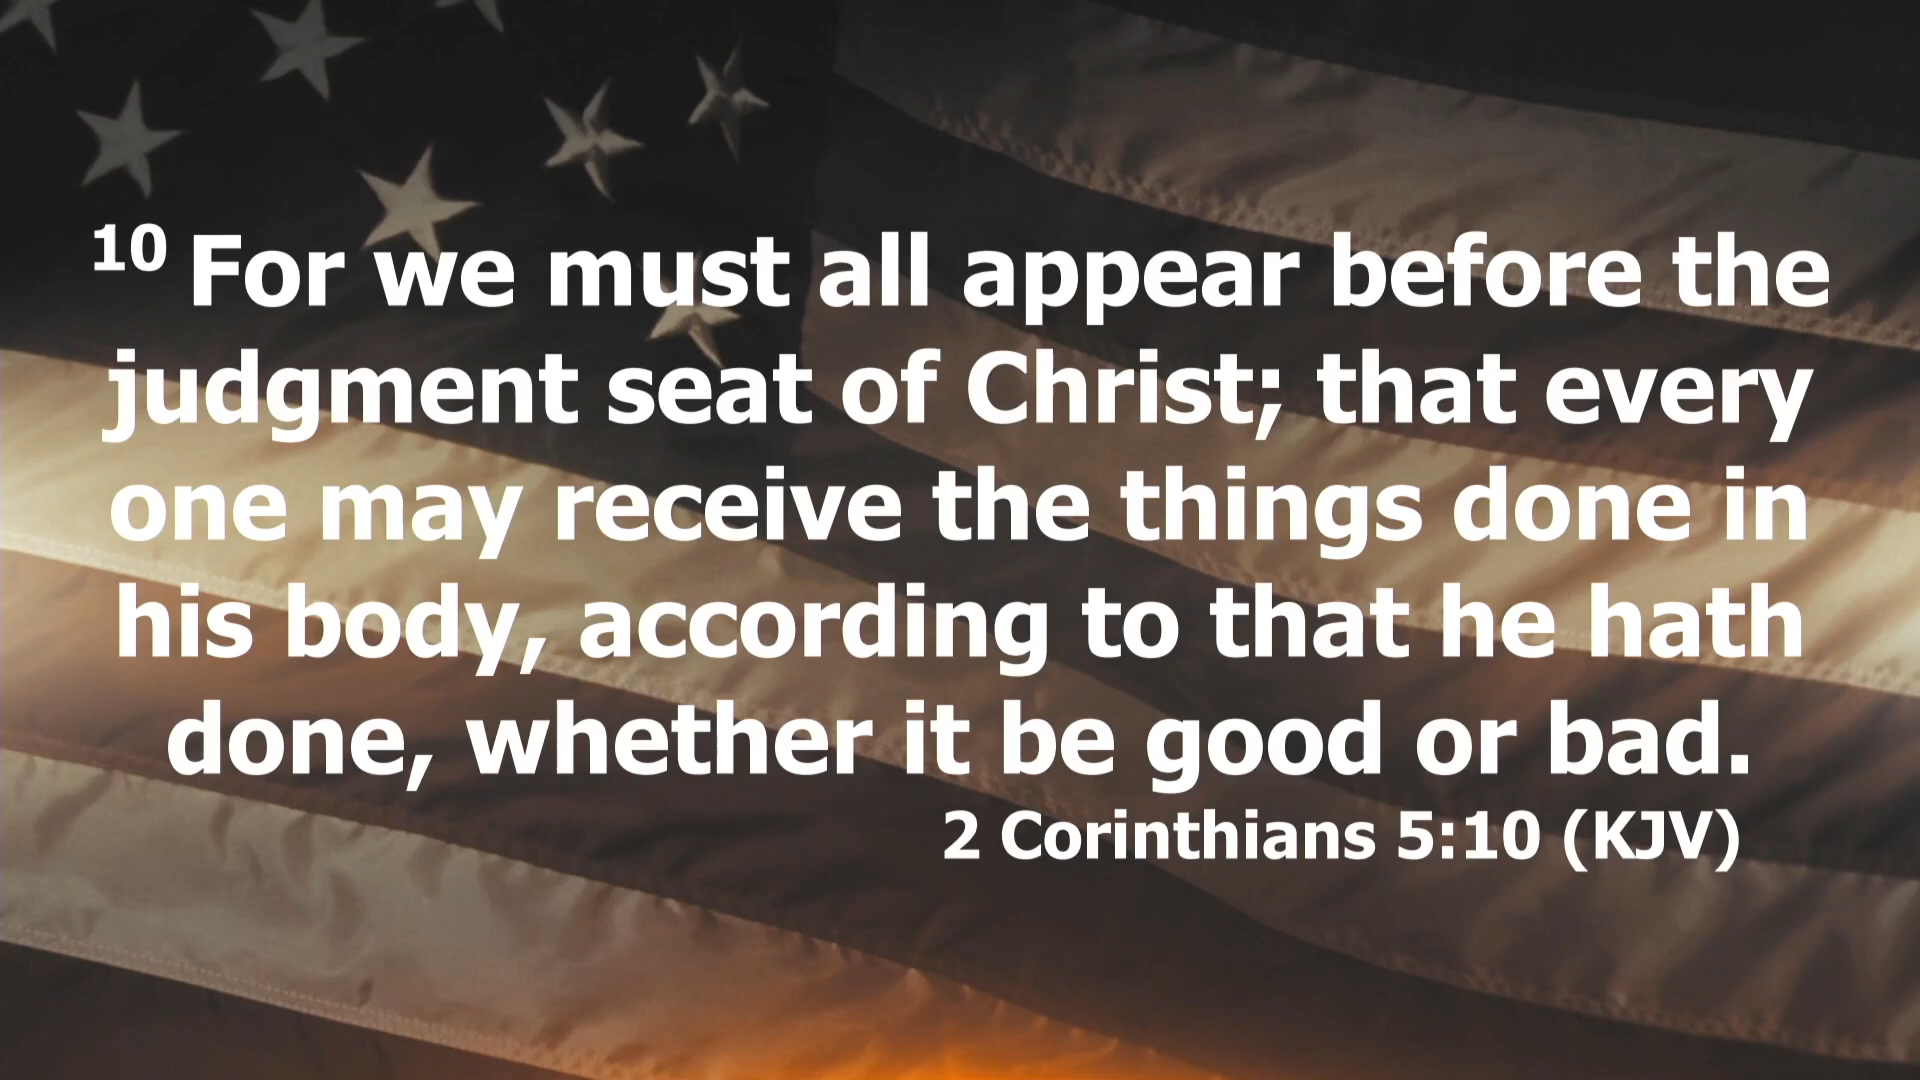 10 For we must all appear before the
judgment seat of Christ; that every
one may receive the things done in
his body, according to that he hath
done, whether it be good or bad.
2 Corinthians 5:10 (KJV)